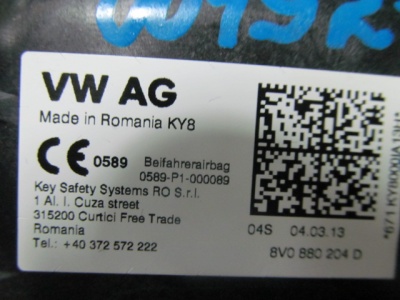 VW AG
Made in Romania KY8
CE 0589 Beifahrerairbag
0589-P1-000089
Key Safety Systems RO S.r.l.
1 Al. I. Cuza street
315200 Curtici Free Trade
Romania
Tel.: +40 372 572 222
04S 04.03.13
8V0 880 204 D